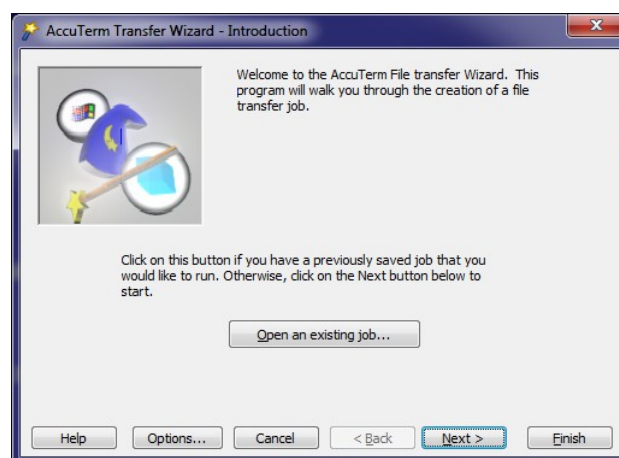 AccuTerm Transfer Wizard - Introduction
Welcome to the AccuTerm File transfer Wizard. This
program will walk you through the creation of a file
transfer job.
Click on this button if you have a previously saved job that you
would like to run. Otherwise, click on the Next button below to
start.
Open an existing job...
Help Options... Cancel < Back Next > Finish